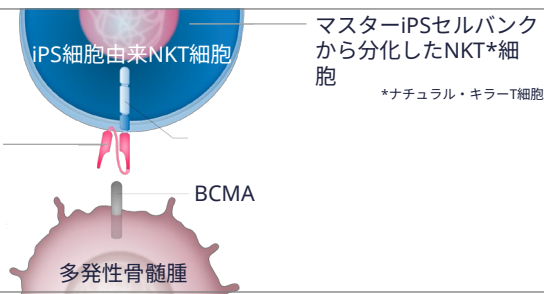 マスターiPSセルバンク
から分化したNKT*細
胞
*ナチュラル・キラーT細胞
iPS細胞由来NKT細胞
BCMA
多発性骨髄腫